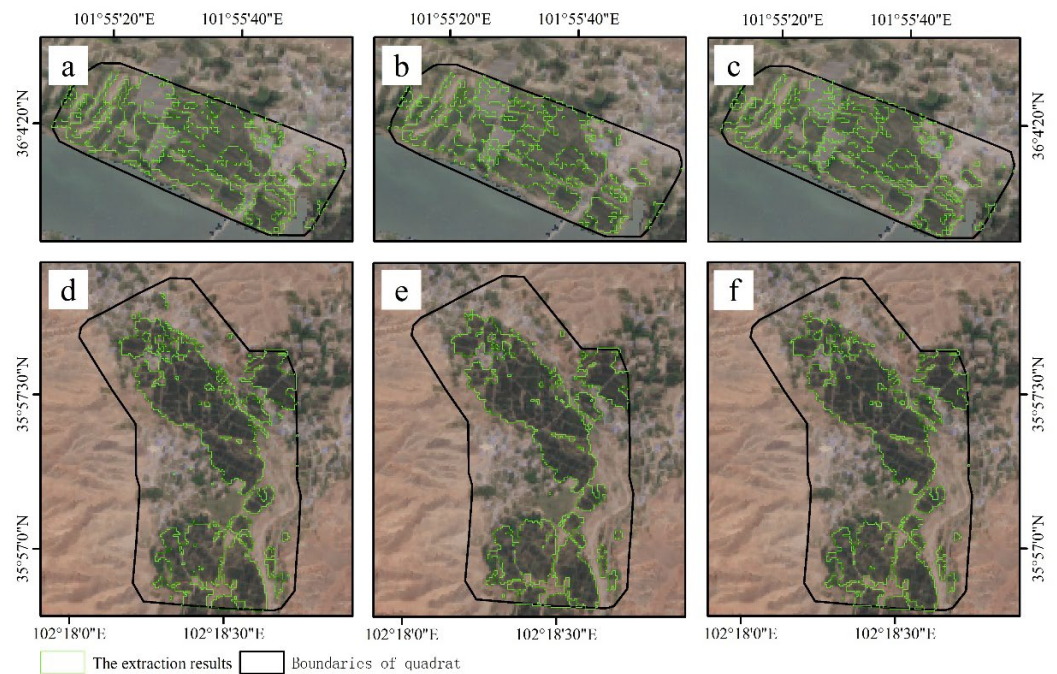 101°55'20"E 101°55'40"E 101°55'20"E 101°55'40"E 101°55'20"E 101°55'40"E
a b c
36°4'20"N 36°4'20"N
d e f
35°57'30"N 35°57'30"N
35°57'0"N 35°57'0"N
102°18'0"E 102°18'30"E 102°18'0"E 102°18'30"E 102°18'0"E 102°18'30"E
The extraction results Boundaries of quadrat